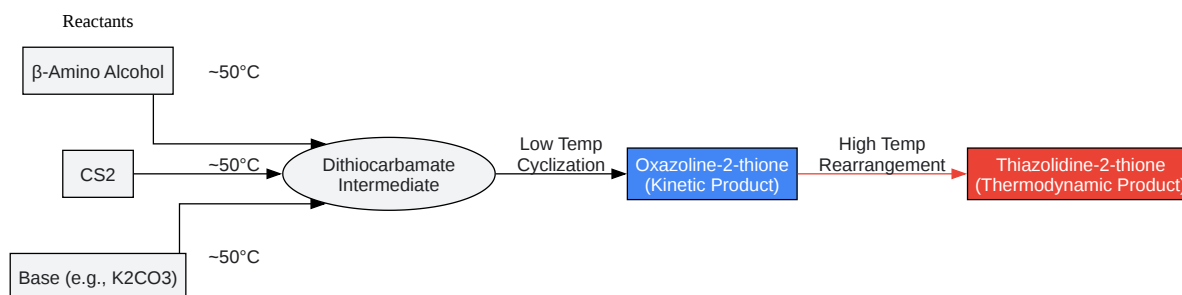 Reactants
β-Amino Alcohol
~50°C
CS2
~50°C
Base (e.g., K2CO3)
~50°C
Dithiocarbamate
Intermediate
Low Temp
Cyclization
Oxazoline-2-thione
(Kinetic Product)
High Temp
Rearrangement
Thiazolidine-2-thione
(Thermodynamic Product)